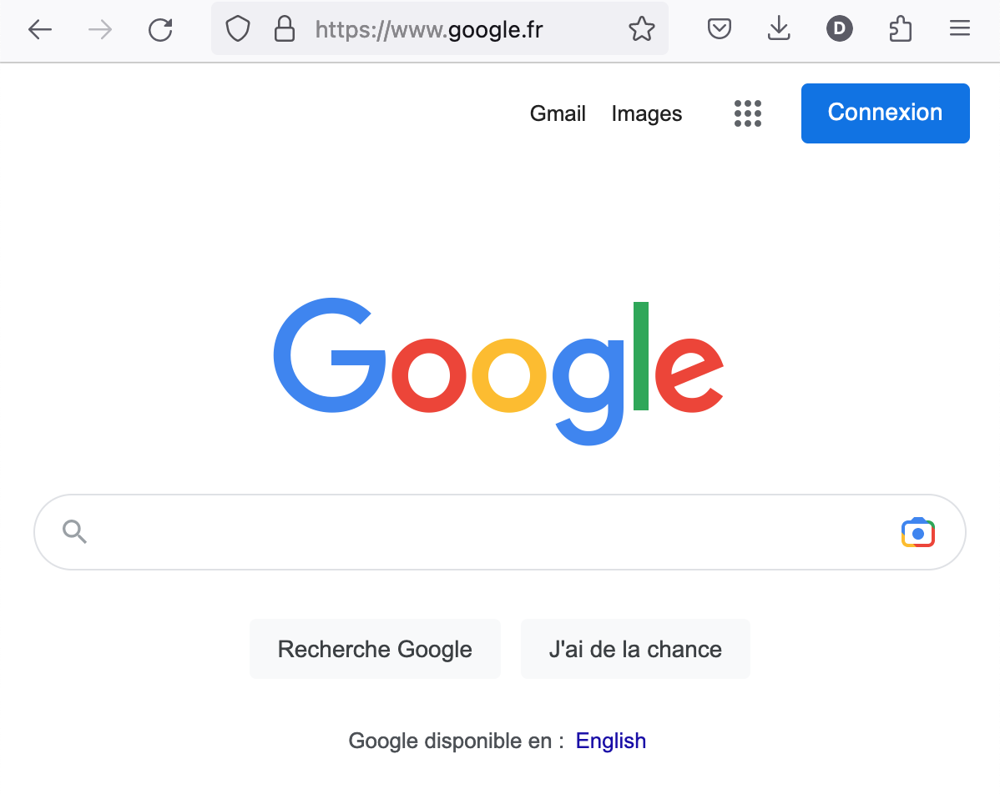 https://www.google.fr
D
Gmail Images Connexion
Google
Recherche Google J'ai de la chance
Google disponible en : English